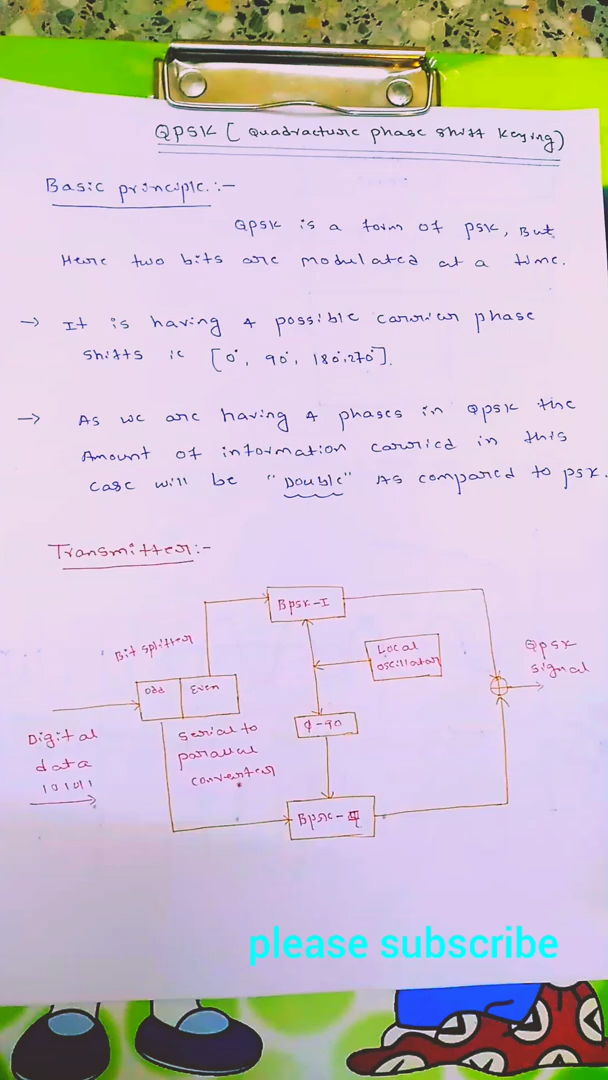 QPSK [ Quadracture phase shift keying)
Basic principle:-
QPSK is a form of PSK, But
Here two bits are modulated at a time.
→ It is having 4 possible carrier phase
shifts ie [0°, 90°, 180°, 270°].
→ As we are having 4 phases in QPSK the
Amount of information carried in this
case will be "Double" As compared to PSK.
Transmitter:-
BPSK-I
Bit splitter
Local
oscillator
QPSK
signal
odd
Even
Digital
data
101011
serial to
parallel
converter
φ-90
BPSK-II
please subscribe